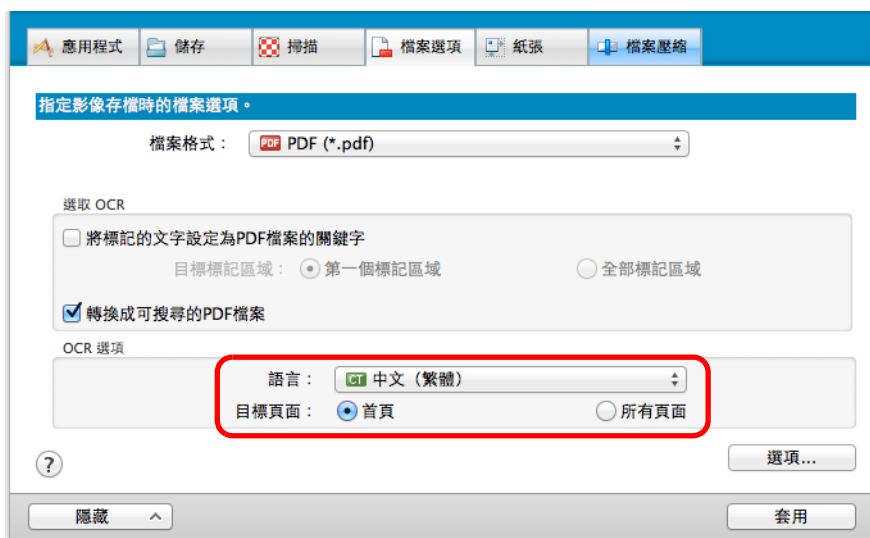 應用程式 儲存 掃描 檔案選項 紙張 檔案壓縮
指定影像存檔時的檔案選項。
檔案格式： PDF PDF (*.pdf)
選取 OCR
將標記的文字設定為PDF檔案的關鍵字
目標標記區域： 第一個標記區域 全部標記區域
轉換成可搜尋的PDF檔案
OCR 選項
語言： CT 中文（繁體）
目標頁面： 首頁 所有頁面
? 選項...
隱藏 套用